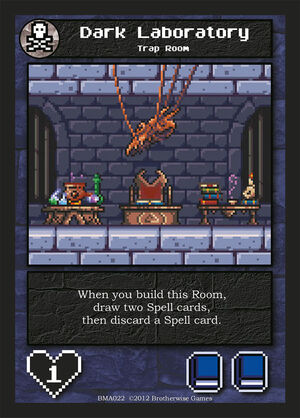 Dark Laboratory
Trap Room
When you build this Room,
draw two Spell cards,
then discard a Spell card.
1
BMA022 ©2012 Brotherwise Games